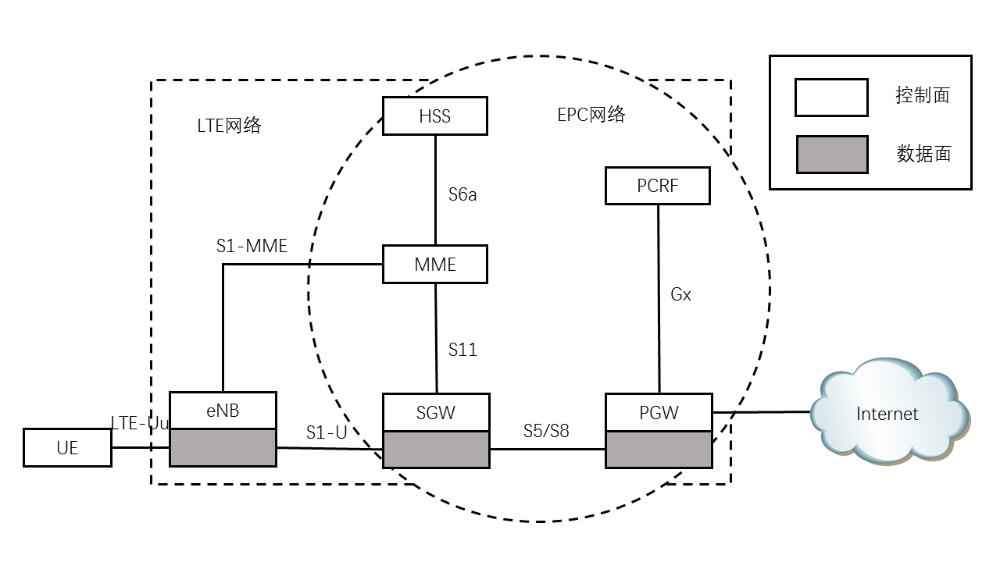 LTE网络
HSS
EPC网络
控制面
数据面
PCRF
S6a
S1-MME
MME
Gx
S11
eNB
SGW
PGW
Internet
LTE-Uu
UE
S1-U
S5/S8